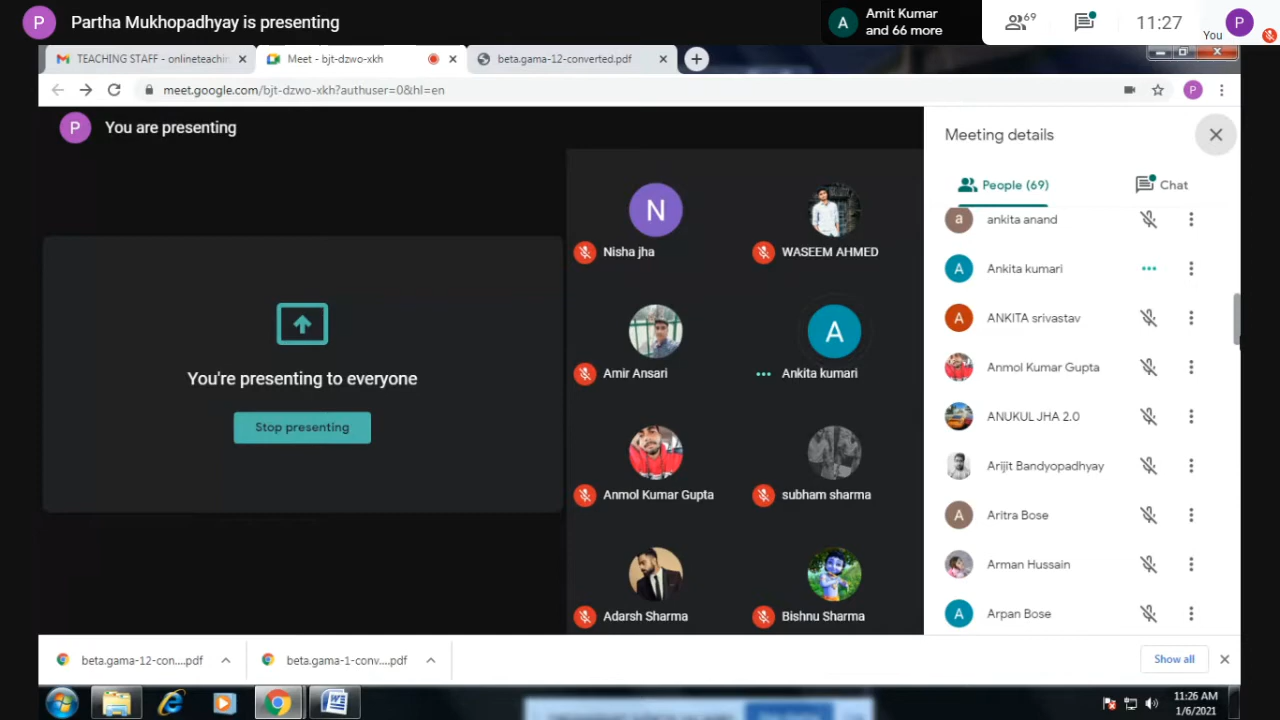 P Partha Mukhopadhyay is presenting
A Amit Kumar
and 66 more
69
11:27
You P
TEACHING STAFF - onlineteachin
Meet - bjt-dzwo-xkh
beta.gama-12-converted.pdf
meet.google.com/bjt-dzwo-xkh?authuser=0&hl=en
P
P You are presenting
You're presenting to everyone
Stop presenting
N
Nisha jha
WASEEM AHMED
Amir Ansari
A
Ankita kumari
Anmol Kumar Gupta
subham sharma
Adarsh Sharma
Bishnu Sharma
Meeting details
People (69)
Chat
a ankita anand
A Ankita kumari
A ANKITA srivastav
Anmol Kumar Gupta
ANUKUL JHA 2.0
Arijit Bandyopadhyay
A Aritra Bose
Arman Hussain
A Arpan Bose
beta.gama-12-con....pdf
beta.gama-1-conv....pdf
Show all
11:26 AM
1/6/2021